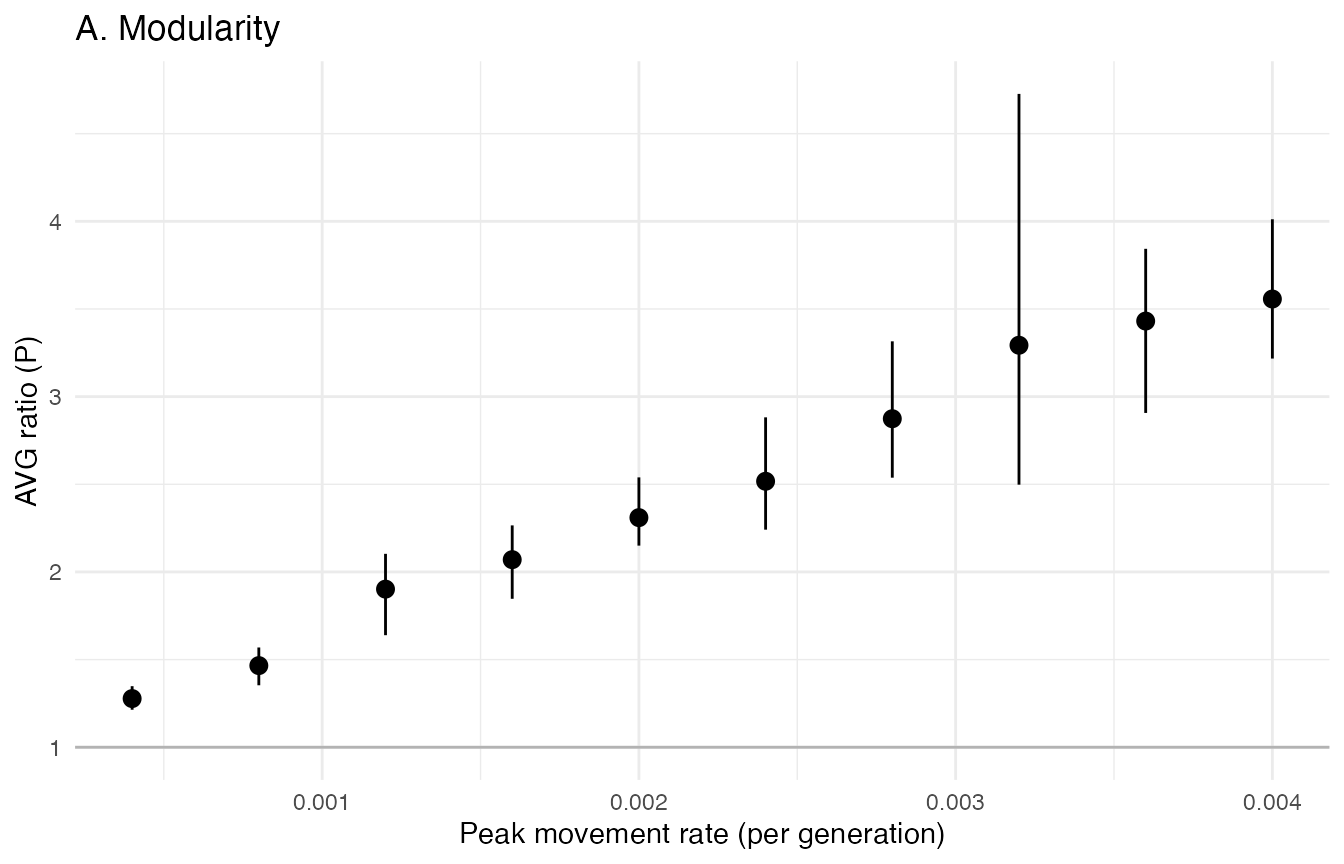 A. Modularity
AVG ratio (P)
4
3
2
1
0.001 0.002 0.003 0.004
Peak movement rate (per generation)